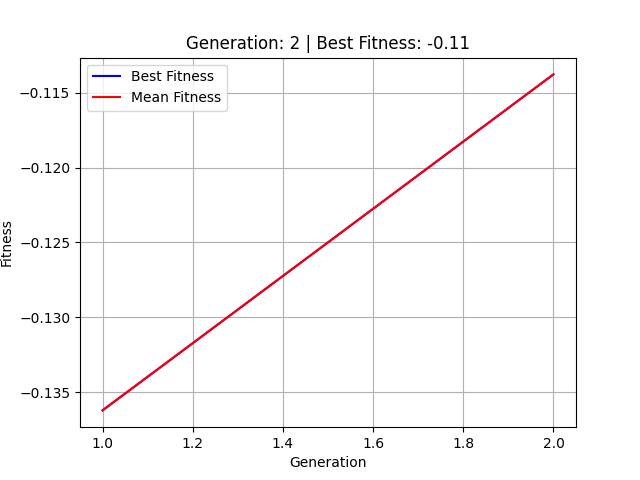 Generation: 2 | Best Fitness: -0.11
Best Fitness
Mean Fitness
−0.115
−0.120
−0.125
−0.130
−0.135
Fitness
1.0 1.2 1.4 1.6 1.8 2.0
Generation